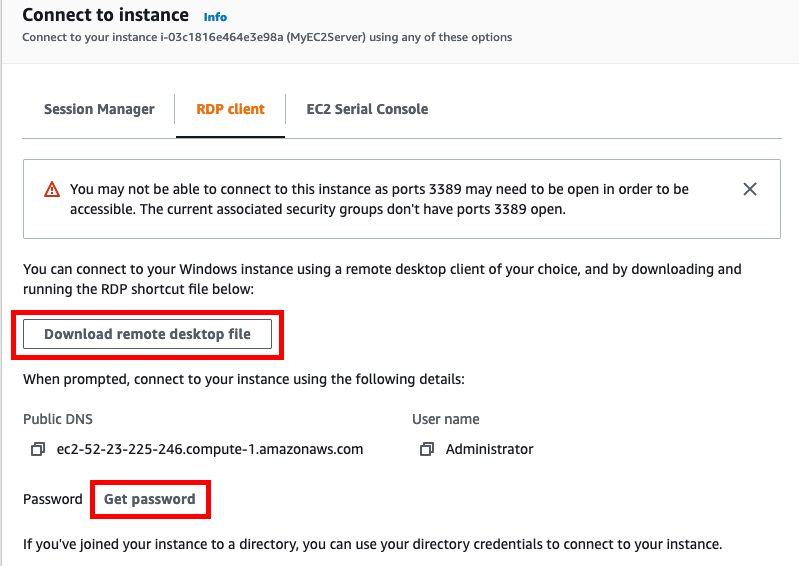 Connect to instance Info
Connect to your instance i-03c1816e464e3e98a (MyEC2Server) using any of these options
Session Manager RDP client EC2 Serial Console
You may not be able to connect to this instance as ports 3389 may need to be open in order to be
accessible. The current associated security groups don't have ports 3389 open.
You can connect to your Windows instance using a remote desktop client of your choice, and by downloading and
running the RDP shortcut file below:
Download remote desktop file
When prompted, connect to your instance using the following details:
Public DNS User name
ec2-52-23-225-246.compute-1.amazonaws.com Administrator
Password Get password
If you've joined your instance to a directory, you can use your directory credentials to connect to your instance.